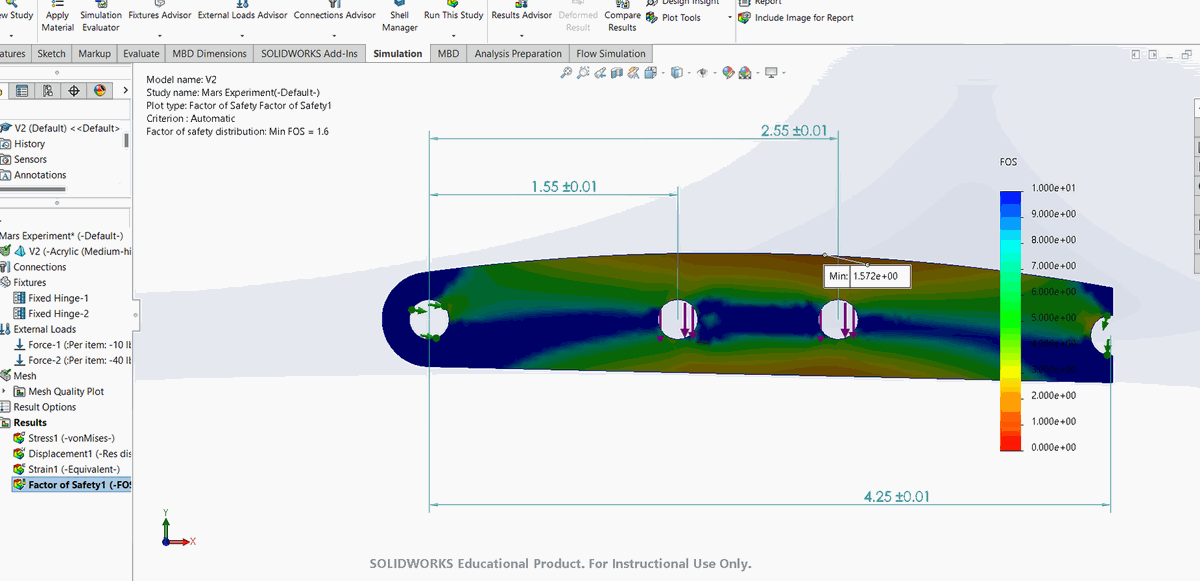 w Study
Apply Material
Simulation Evaluator
Fixtures Advisor
External Loads Advisor
Connections Advisor
Shell Manager
Run This Study
Results Advisor
Deformed Result
Compare Results
Design Insight
Plot Tools
Report
Include Image for Report
atures
Sketch
Markup
Evaluate
MBD Dimensions
SOLIDWORKS Add-Ins
Simulation
MBD
Analysis Preparation
Flow Simulation
Model name: V2
Study name: Mars Experiment(-Default-)
Plot type: Factor of Safety Factor of Safety1
Criterion : Automatic
Factor of safety distribution: Min FOS = 1.6
V2 (Default) <<Default>
History
Sensors
Annotations
Mars Experiment* (-Default-)
V2 (-Acrylic (Medium-hi
Connections
Fixtures
Fixed Hinge-1
Fixed Hinge-2
External Loads
Force-1 (:Per item: -10 lb
Force-2 (:Per item: -40 lb
Mesh
Mesh Quality Plot
Result Options
Results
Stress1 (-vonMises-)
Displacement1 (-Res dis
Strain1 (-Equivalent-)
Factor of Safety1 (-FOS
2.55 ±0.01
1.55 ±0.01
Min: 1.572e+00
FOS
1.000e+01
9.000e+00
8.000e+00
7.000e+00
6.000e+00
5.000e+00
2.000e+00
1.000e+00
0.000e+00
4.25 ±0.01
Y
X
SOLIDWORKS Educational Product. For Instructional Use Only.